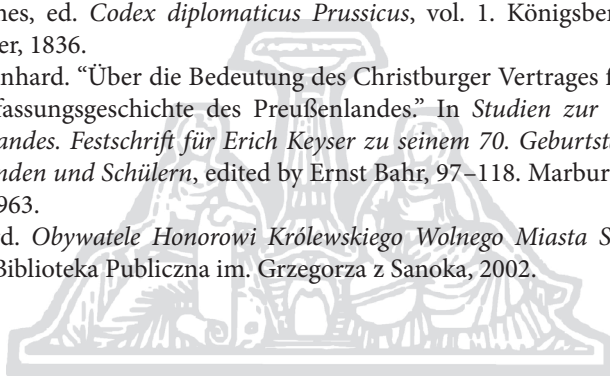 nes, ed. Codex diplomaticus Prussicus, vol. 1. Königsber
er, 1836.
nhard. “Über die Bedeutung des Christburger Vertrages f
fassungsgeschichte des Preußenlandes.” In Studien zur
andes. Festschrift für Erich Keyser zu seinem 70. Geburtst
nden und Schülern, edited by Ernst Bahr, 97–118. Marbur
963.
d. Obywatele Honorowi Królewskiego Wolnego Miasta S
Biblioteka Publiczna im. Grzegorza z Sanoka, 2002.